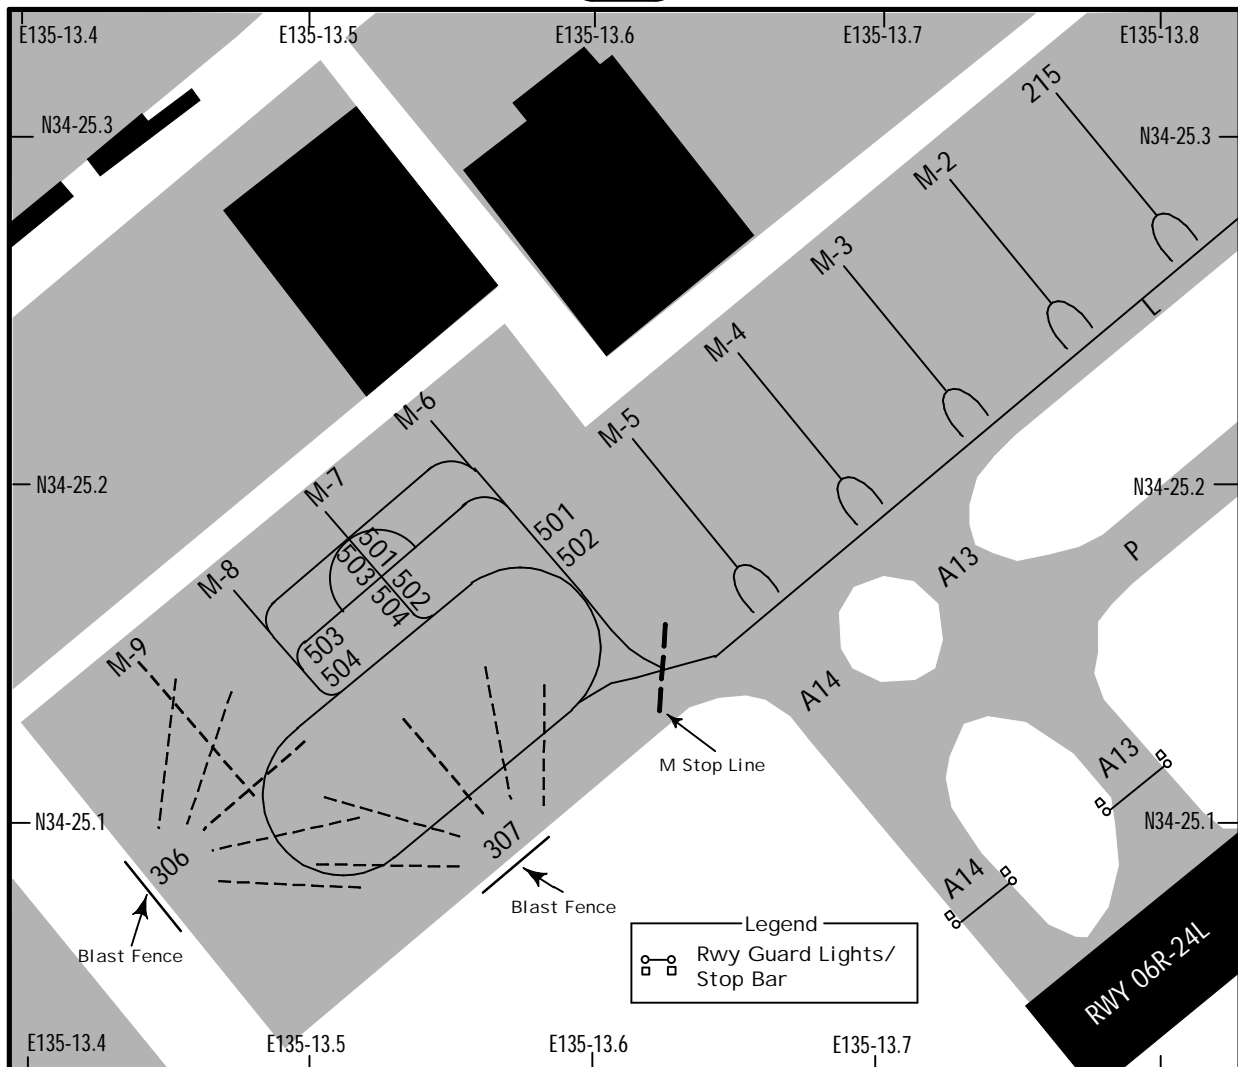 E135-13.4
E135-13.5
E135-13.6
E135-13.7
E135-13.8
N34-25.3
N34-25.3
215
M-2
M-3
M-4
L
M-5
M-6
M-7
M-8
M-9
N34-25.2
N34-25.2
501
502
501
502
503
504
503
504
A13
P
A14
M Stop Line
A13
A14
N34-25.1
N34-25.1
306
307
Blast Fence
Blast Fence
Legend
Rwy Guard Lights/
Stop Bar
RWY 06R-24L
E135-13.4
E135-13.5
E135-13.6
E135-13.7